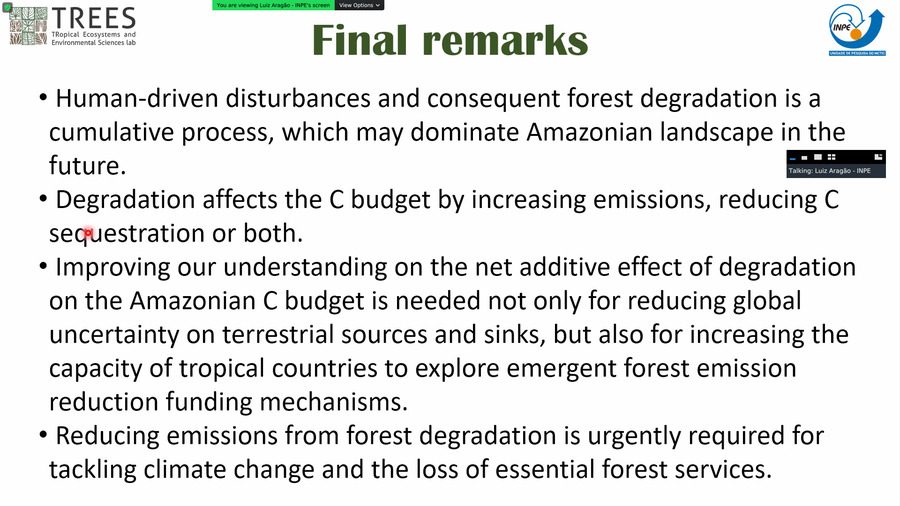 You are viewing Luiz Aragão - INPE's screen View Options
TREES
TRopical Ecosystems and
Environmental Sciences lab
Final remarks
INPE
UNIDADE DE PESQUISA DO MCTIC
• Human-driven disturbances and consequent forest degradation is a
cumulative process, which may dominate Amazonian landscape in the
future.
Talking: Luiz Aragão - INPE
• Degradation affects the C budget by increasing emissions, reducing C
sequestration or both.
• Improving our understanding on the net additive effect of degradation
on the Amazonian C budget is needed not only for reducing global
uncertainty on terrestrial sources and sinks, but also for increasing the
capacity of tropical countries to explore emergent forest emission
reduction funding mechanisms.
• Reducing emissions from forest degradation is urgently required for
tackling climate change and the loss of essential forest services.